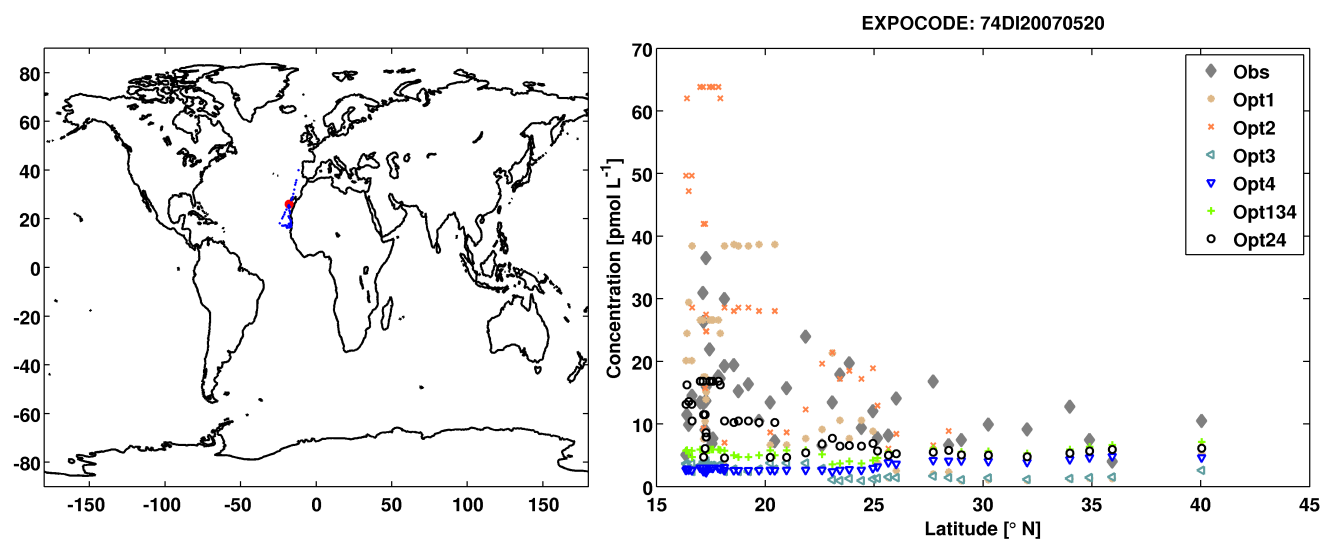 EXPOCODE: 74DI20070520
80
60
40
20
0
-20
-40
-60
-80
-150 -100 -50 0 50 100 150
Concentration [pmol L-1]
70
60
50
40
30
20
10
0
15 20 25 30 35 40 45
Latitude [° N]
Obs
Opt1
Opt2
Opt3
Opt4
Opt134
Opt24